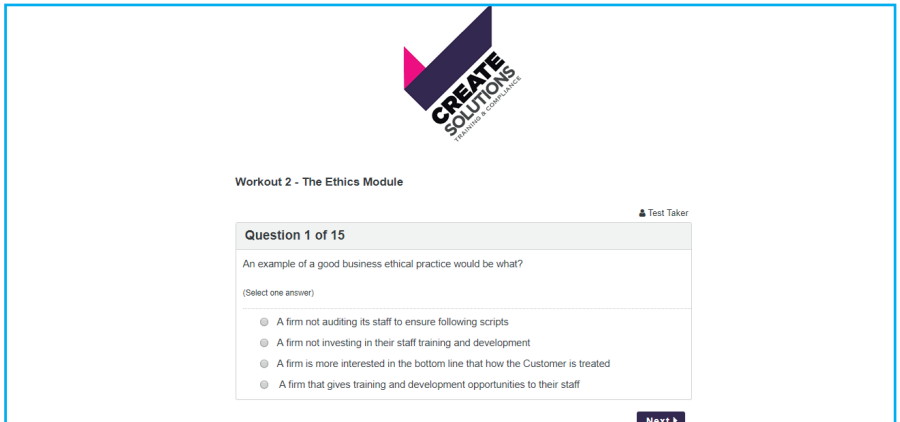 CREATE
SOLUTIONS
TRAINING & COMPLIANCE
Workout 2 - The Ethics Module
Test Taker
Question 1 of 15
An example of a good business ethical practice would be what?
(Select one answer)
A firm not auditing its staff to ensure following scripts
A firm not investing in their staff training and development
A firm is more interested in the bottom line that how the Customer is treated
A firm that gives training and development opportunities to their staff
Next